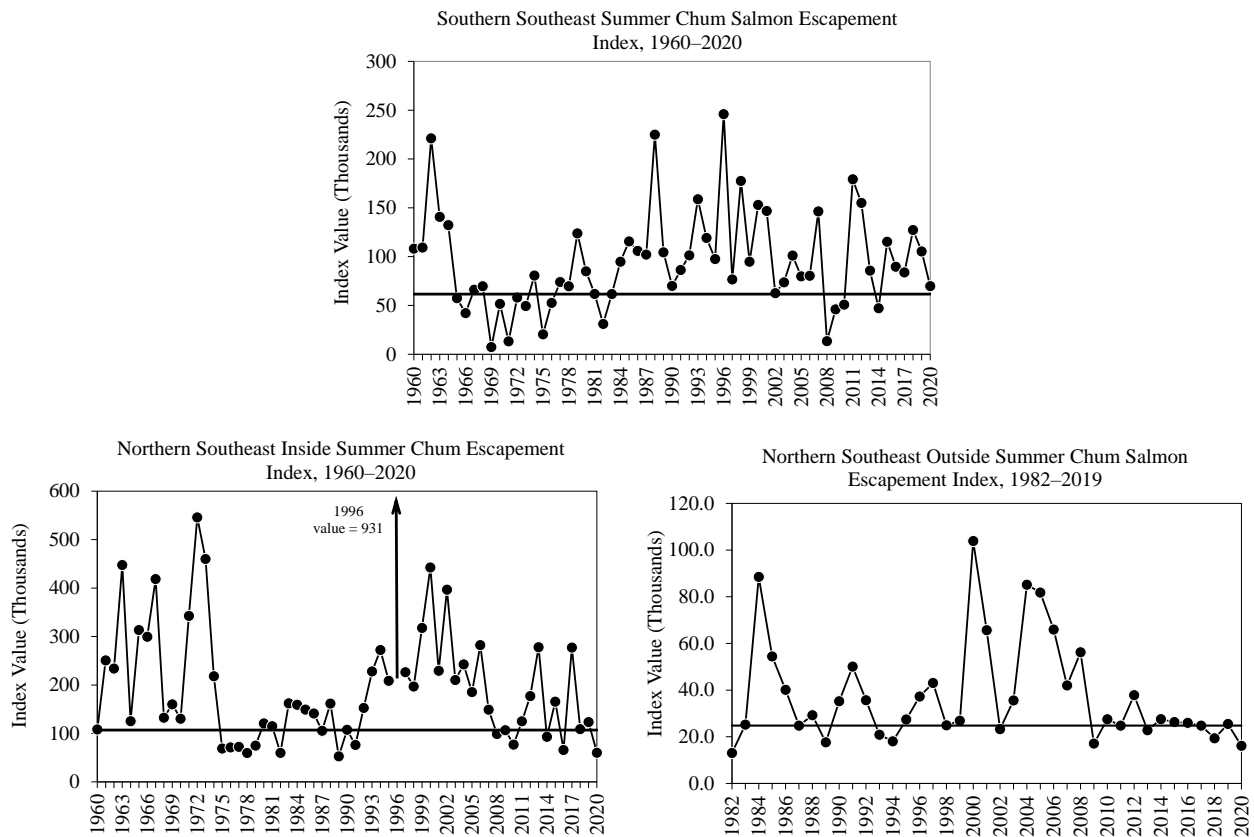 Southern Southeast Summer Chum Salmon Escapement
Index, 1960–2020
Index Value (Thousands)
300
250
200
150
100
50
0
1960 1963 1966 1969 1972 1975 1978 1981 1984 1987 1990 1993 1996 1999 2002 2005 2008 2011 2014 2017 2020
Northern Southeast Inside Summer Chum Escapement
Index, 1960–2020
Index Value (Thousands)
600
500
400
300
200
100
0
1996
value = 931
1960 1963 1966 1969 1972 1975 1978 1981 1984 1987 1990 1993 1996 1999 2002 2005 2008 2011 2014 2017 2020
Northern Southeast Outside Summer Chum Salmon
Escapement Index, 1982–2019
Index Value (Thousands)
120.0
100.0
80.0
60.0
40.0
20.0
0.0
1982 1984 1986 1988 1990 1992 1994 1996 1998 2000 2002 2004 2006 2008 2010 2012 2014 2016 2018 2020